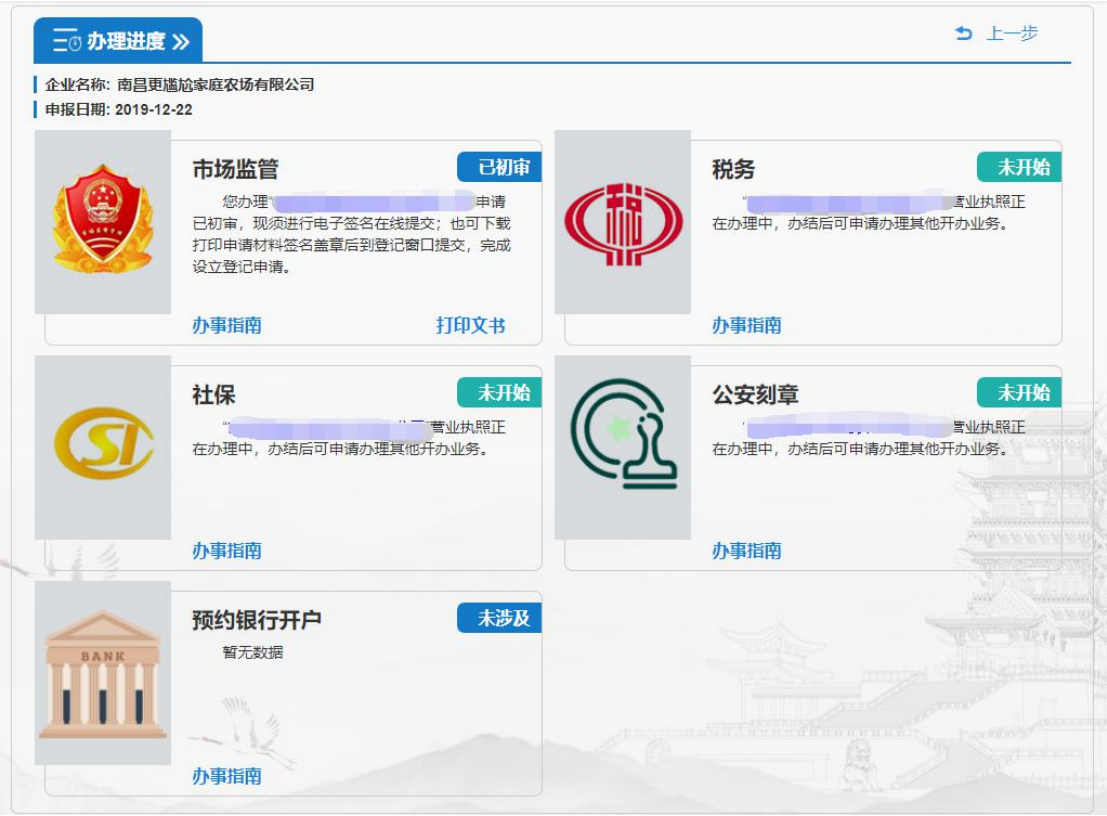 办理进度
上一步
企业名称: 南昌更尴尬家庭农场有限公司
申报日期: 2019-12-22
市场监管
已初审
您办理“ 申请
已初审，现须进行电子签名在线提交；也可下载
打印申请材料签名盖章后到登记窗口提交，完成
设立登记申请。
办事指南
打印文书
税务
未开始
“ 营业执照正
在办理中，办结后可申请办理其他开办业务。
办事指南
社保
未开始
“ ”营业执照正
在办理中，办结后可申请办理其他开办业务。
办事指南
公安刻章
未开始
营业执照正
在办理中，办结后可申请办理其他开办业务。
办事指南
BANK
预约银行开户
未涉及
暂无数据
办事指南